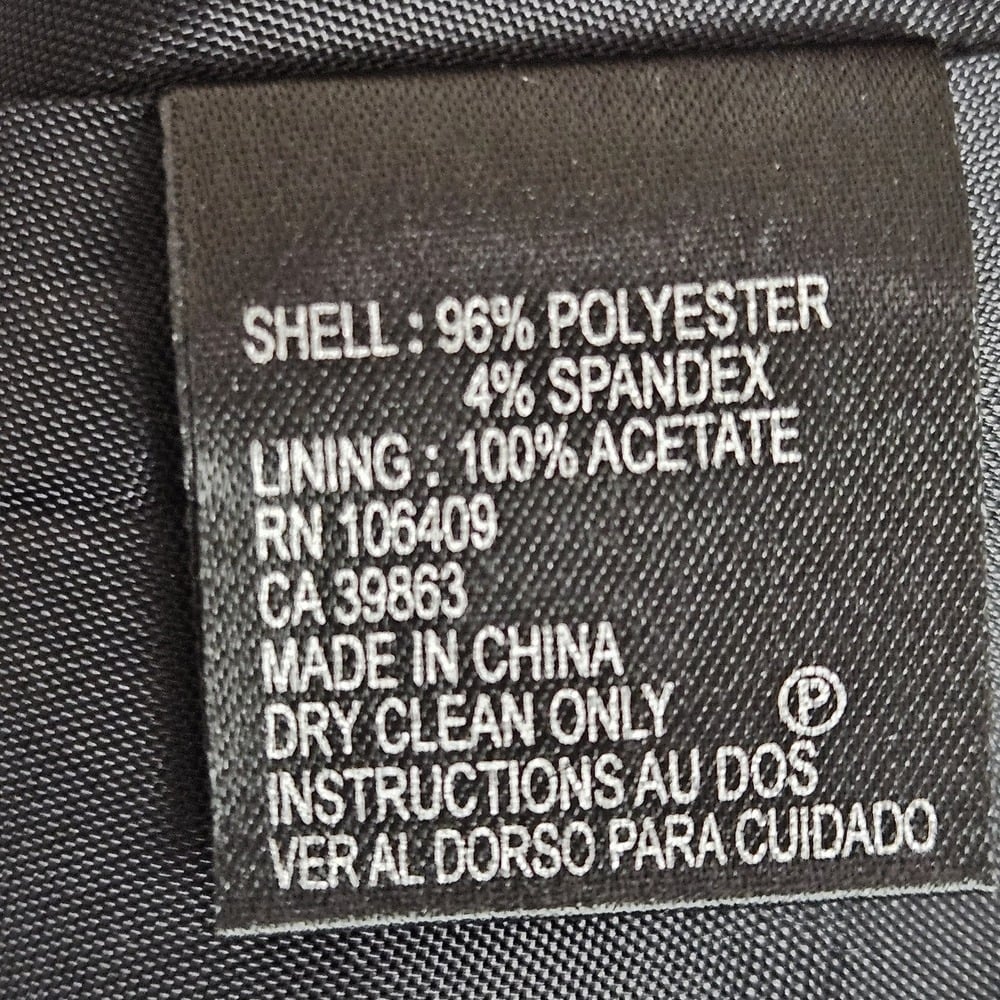 SHELL : 96% POLYESTER
4% SPANDEX
LINING : 100% ACETATE
RN 106409
CA 39863
MADE IN CHINA
DRY CLEAN ONLY Ⓟ
INSTRUCTIONS AU DOS
VER AL DORSO PARA CUIDADO